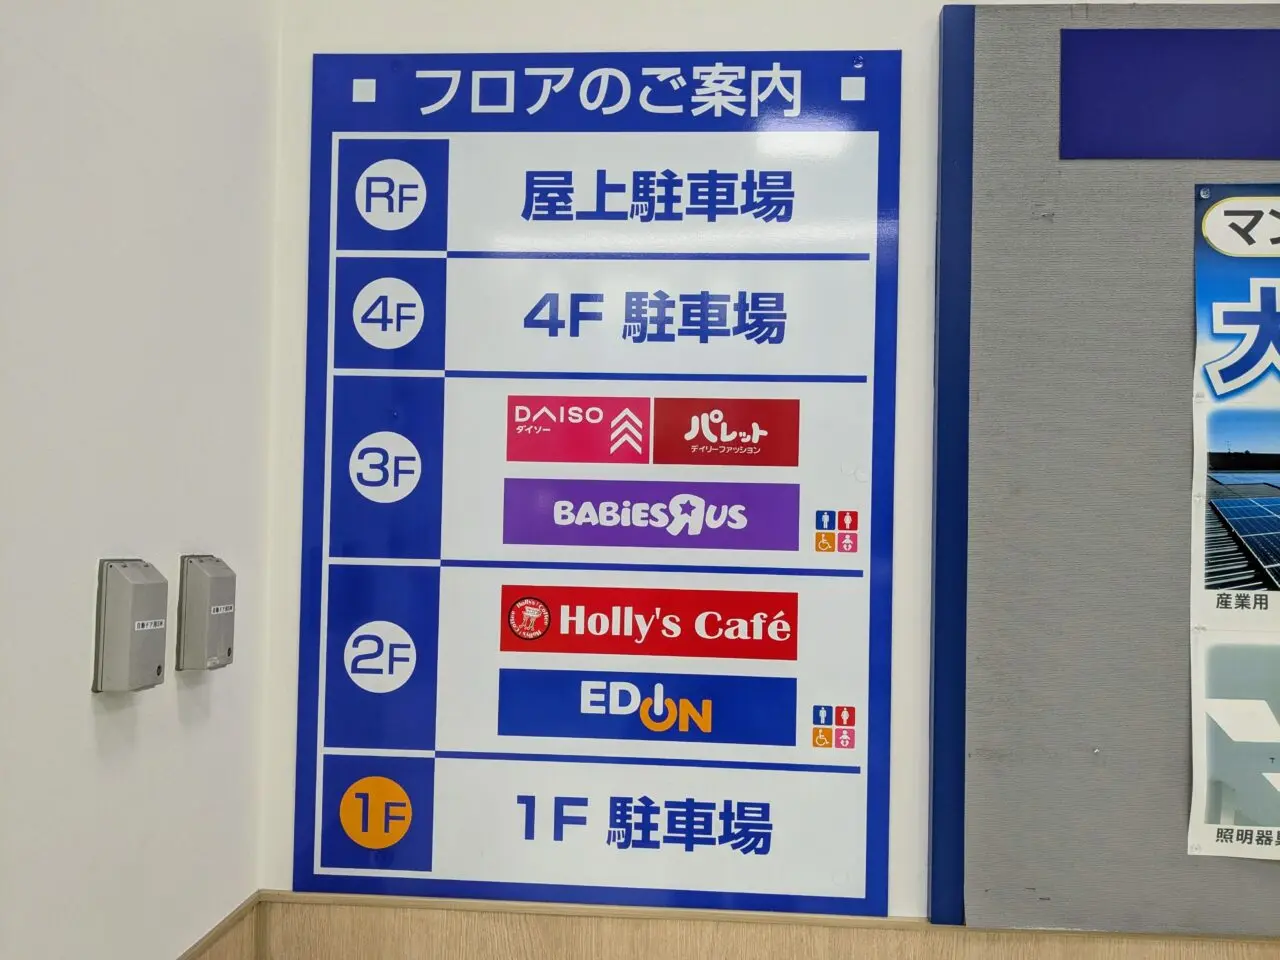 フロアのご案内
RF
屋上駐車場
4F
4F 駐車場
3F
DAISO
ダイソー
パレット
デイリーファッション
BABIESRUS
2F
Holly's Café
EDION
1F
1F 駐車場
マン
大
産業用
照明器具